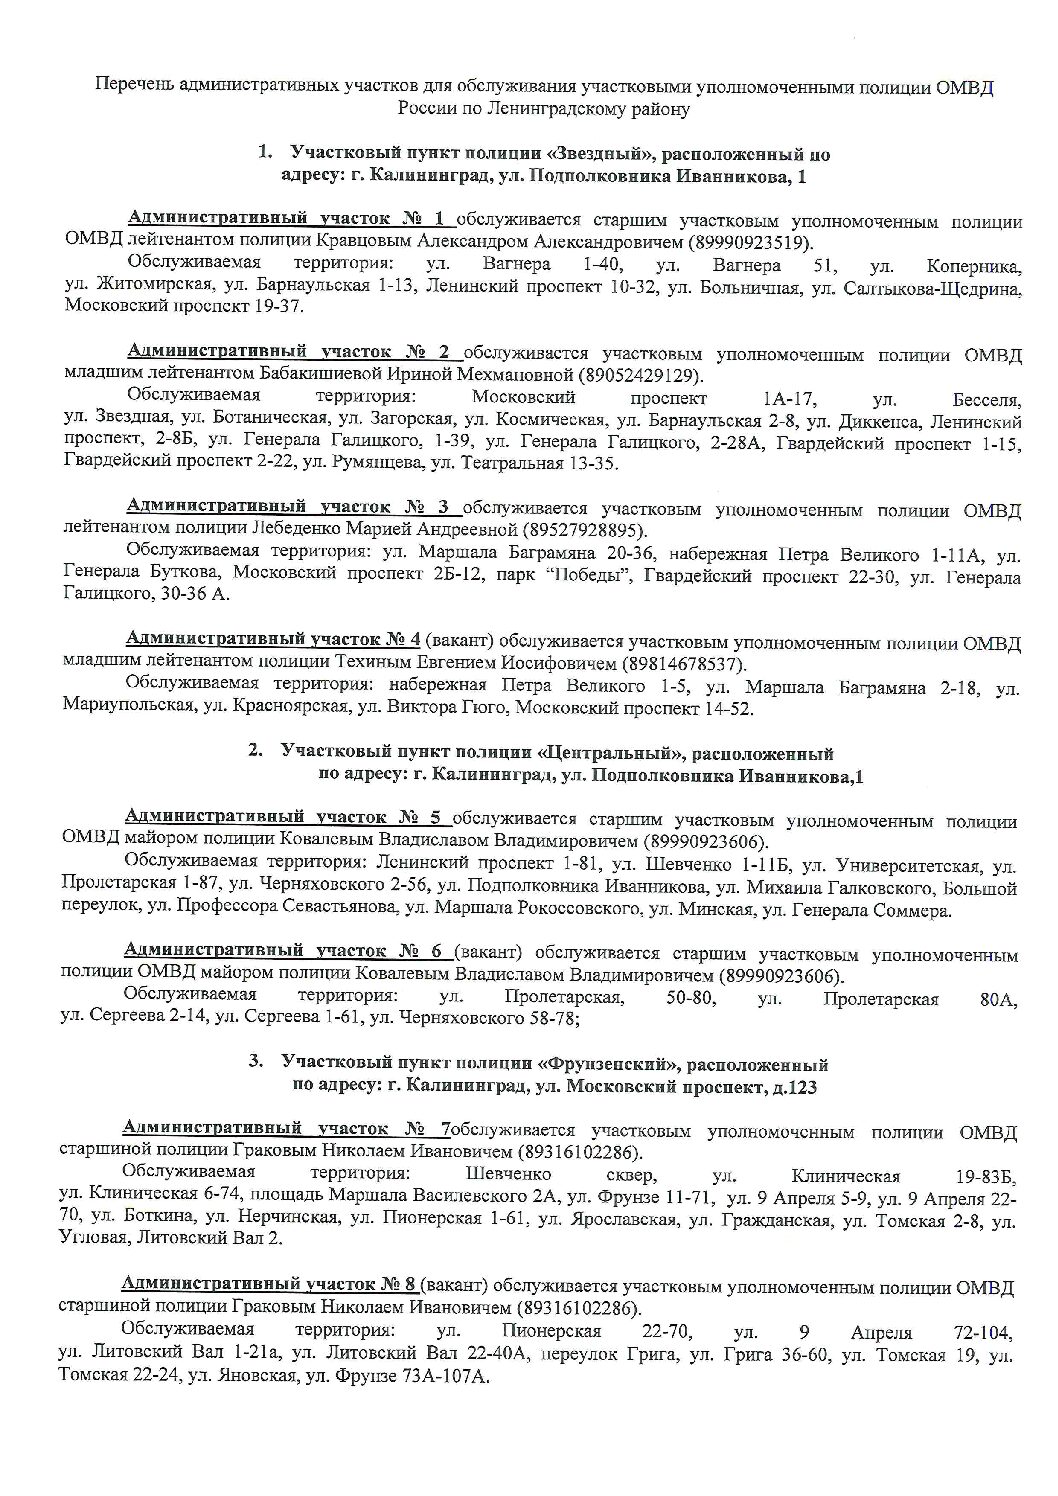 Перечень административных участков для обслуживания участковыми уполномоченными полиции ОМВД
России по Ленинградскому району
1. Участковый пункт полиции «Звездный», расположенный по
адресу: г. Калининград, ул. Подполковника Иванникова, 1
Административный участок № 1 обслуживается старшим участковым уполномоченным полиции
ОМВД лейтенантом полиции Кравцовым Александром Александровичем (89990923519).
Обслуживаемая территория: ул. Вагнера 1-40, ул. Вагнера 51, ул. Коперника,
ул. Житомирская, ул. Барнаульская 1-13, Ленинский проспект 10-32, ул. Больничная, ул. Салтыкова-Щедрина,
Московский проспект 19-37.
Административный участок № 2 обслуживается участковым уполномоченным полиции ОМВД
младшим лейтенантом Бабакишиевой Ириной Мехмановной (89052429129).
Обслуживаемая территория: Московский проспект 1А-17, ул. Бесселя,
ул. Звездная, ул. Ботаническая, ул. Загорская, ул. Космическая, ул. Барнаульская 2-8, ул. Диккенса, Ленинский
проспект, 2-8Б, ул. Генерала Галицкого, 1-39, ул. Генерала Галицкого, 2-28А, Гвардейский проспект 1-15,
Гвардейский проспект 2-22, ул. Румянцева, ул. Театральная 13-35.
Административный участок № 3 обслуживается участковым уполномоченным полиции ОМВД
лейтенантом полиции Лебеденко Марией Андреевной (89527928895).
Обслуживаемая территория: ул. Маршала Баграмяна 20-36, набережная Петра Великого 1-11А, ул.
Генерала Буткова, Московский проспект 2Б-12, парк “Победы”, Гвардейский проспект 22-30, ул. Генерала
Галицкого, 30-36 А.
Административный участок № 4 (вакант) обслуживается участковым уполномоченным полиции ОМВД
младшим лейтенантом полиции Техиным Евгением Иосифовичем (89814678537).
Обслуживаемая территория: набережная Петра Великого 1-5, ул. Маршала Баграмяна 2-18, ул.
Мариупольская, ул. Красноярская, ул. Виктора Гюго, Московский проспект 14-52.
2. Участковый пункт полиции «Центральный», расположенный
по адресу: г. Калининград, ул. Подполковника Иванникова,1
Административный участок № 5 обслуживается старшим участковым уполномоченным полиции
ОМВД майором полиции Ковалевым Владиславом Владимировичем (89990923606).
Обслуживаемая территория: Ленинский проспект 1-81, ул. Шевченко 1-11Б, ул. Университетская, ул.
Пролетарская 1-87, ул. Черняховского 2-56, ул. Подполковника Иванникова, ул. Михаила Галковского, Большой
переулок, ул. Профессора Севастьянова, ул. Маршала Рокоссовского, ул. Минская, ул. Генерала Соммера.
Административный участок № 6 (вакант) обслуживается старшим участковым уполномоченным
полиции ОМВД майором полиции Ковалевым Владиславом Владимировичем (89990923606).
Обслуживаемая территория: ул. Пролетарская, 50-80, ул. Пролетарская 80А,
ул. Сергеева 2-14, ул. Сергеева 1-61, ул. Черняховского 58-78;
3. Участковый пункт полиции «Фрунзенский», расположенный
по адресу: г. Калининград, ул. Московский проспект, д.123
Административный участок № 7обслуживается участковым уполномоченным полиции ОМВД
старшиной полиции Граковым Николаем Ивановичем (89316102286).
Обслуживаемая территория: Шевченко сквер, ул. Клиническая 19-83Б,
ул. Клиническая 6-74, площадь Маршала Василевского 2А, ул. Фрунзе 11-71, ул. 9 Апреля 5-9, ул. 9 Апреля 22-
70, ул. Боткина, ул. Нерчинская, ул. Пионерская 1-61, ул. Ярославская, ул. Гражданская, ул. Томская 2-8, ул.
Угловая, Литовский Вал 2.
Административный участок № 8 (вакант) обслуживается участковым уполномоченным полиции ОМВД
старшиной полиции Граковым Николаем Ивановичем (89316102286).
Обслуживаемая территория: ул. Пионерская 22-70, ул. 9 Апреля 72-104,
ул. Литовский Вал 1-21а, ул. Литовский Вал 22-40А, переулок Грига, ул. Грига 36-60, ул. Томская 19, ул.
Томская 22-24, ул. Яновская, ул. Фрунзе 73А-107А.